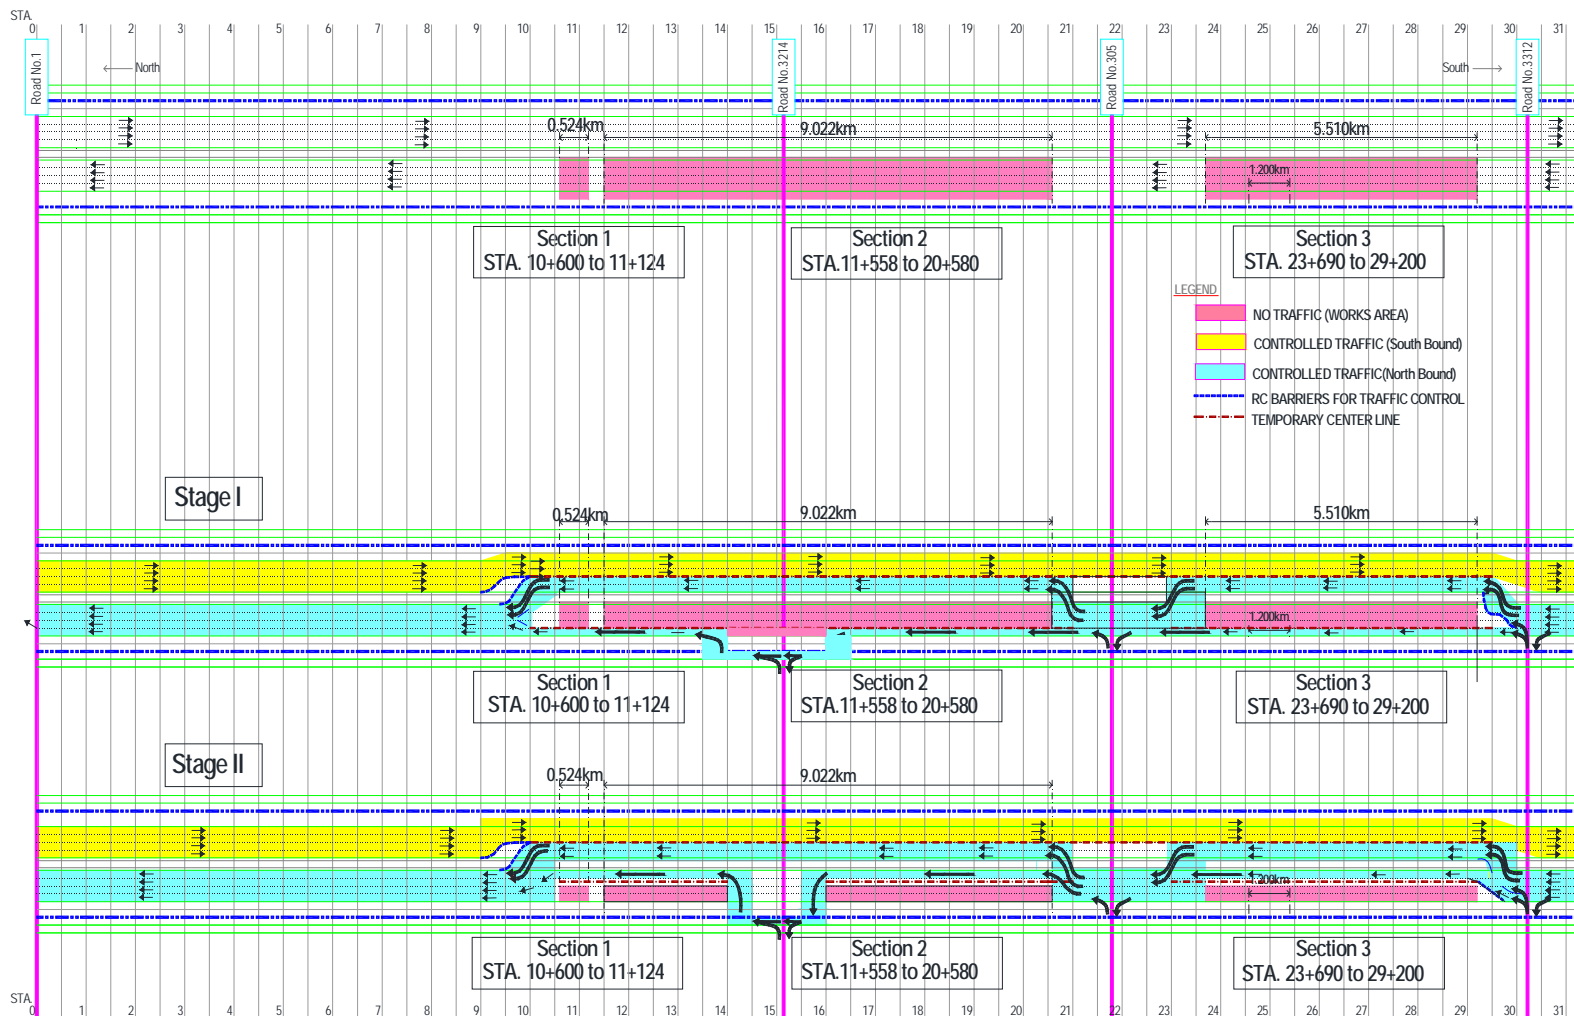 STA.
0 1 2 3 4 5 6 7 8 9 10 11 12 13 14 15 16 17 18 19 20 21 22 23 24 25 26 27 28 29 30 31
Road No.1
North
Road No.3214
Road No.305
South
Road No.3312
0.524km
9.022km
5.510km
1.200km
Section 1
STA. 10+600 to 11+124
Section 2
STA.11+558 to 20+580
Section 3
STA. 23+690 to 29+200
LEGEND
NO TRAFFIC (WORKS AREA)
CONTROLLED TRAFFIC (South Bound)
CONTROLLED TRAFFIC(North Bound)
RC BARRIERS FOR TRAFFIC CONTROL
TEMPORARY CENTER LINE
Stage I
0.524km
9.022km
5.510km
1.200km
Section 1
STA. 10+600 to 11+124
Section 2
STA.11+558 to 20+580
Section 3
STA. 23+690 to 29+200
Stage II
0.524km
9.022km
1.200km
Section 1
STA. 10+600 to 11+124
Section 2
STA.11+558 to 20+580
Section 3
STA. 23+690 to 29+200
STA.
0 1 2 3 4 5 6 7 8 9 10 11 12 13 14 15 16 17 18 19 20 21 22 23 24 25 26 27 28 29 30 31